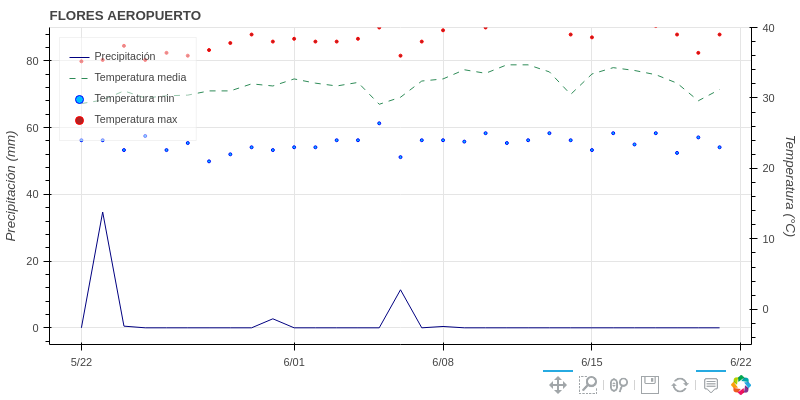 FLORES AEROPUERTO
Precipitación
Temperatura media
Temperatura min
Temperatura max
Precipitación (mm)
80
60
40
20
0
Temperatura (°C)
40
30
20
10
0
5/22
6/01
6/08
6/15
6/22